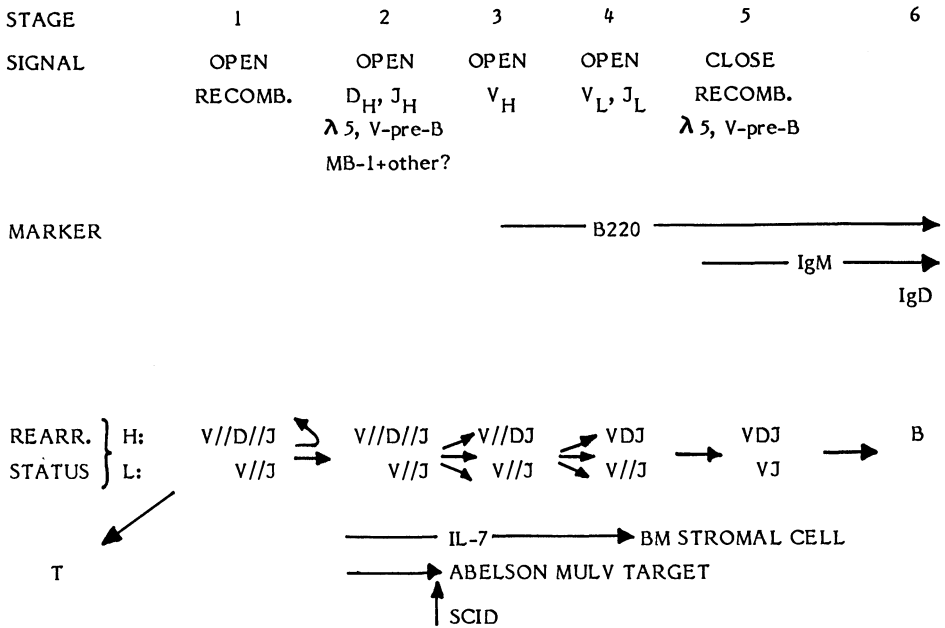 STAGE 1 2 3 4 5 6
SIGNAL OPEN OPEN OPEN OPEN CLOSE
RECOMB. D_H, J_H V_H V_L, J_L RECOMB.
λ5, V-pre-B λ5, V-pre-B
MB-1+other?
MARKER B220
IgM
IgD
REARR. H: V//D//J V//D//J V//DJ VDJ VDJ B
STATUS L: V//J V//J V//J V//J VJ
IL-7 BM STROMAL CELL
T ABELSON MULV TARGET
SCID